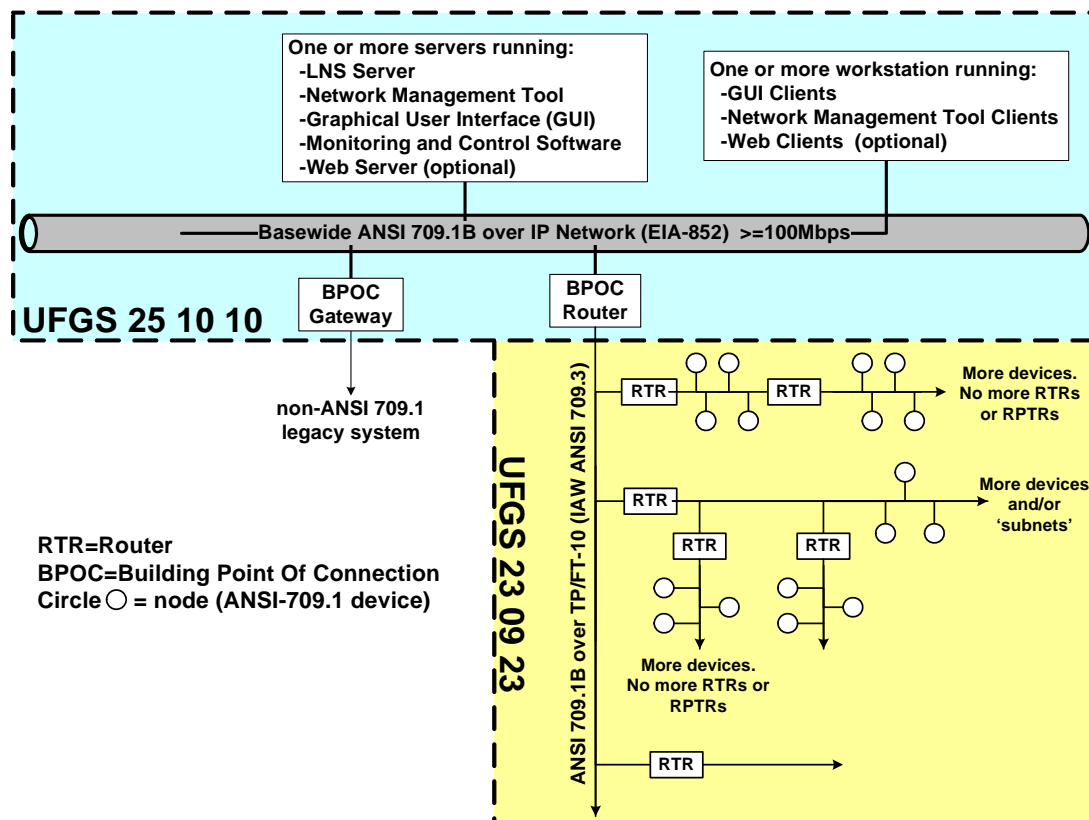 One or more servers running:
-LNS Server
-Network Management Tool
-Graphical User Interface (GUI)
-Monitoring and Control Software
-Web Server (optional)
One or more workstation running:
-GUI Clients
-Network Management Tool Clients
-Web Clients (optional)
Basewide ANSI 709.1B over IP Network (EIA-852) >=100Mbps
BPOC
Gateway
BPOC
Router
UFGS 25 10 10
non-ANSI 709.1
legacy system
UFGS 23 09 23
ANSI 709.1B over TP/FT-10 (IAW ANSI 709.3)
RTR
RTR
More devices.
No more RTRs
or RPTRs
RTR
More devices
and/or
‘subnets’
RTR
RTR
More devices.
No more RTRs or
RPTRs
RTR
RTR=Router
BPOC=Building Point Of Connection
Circle = node (ANSI-709.1 device)